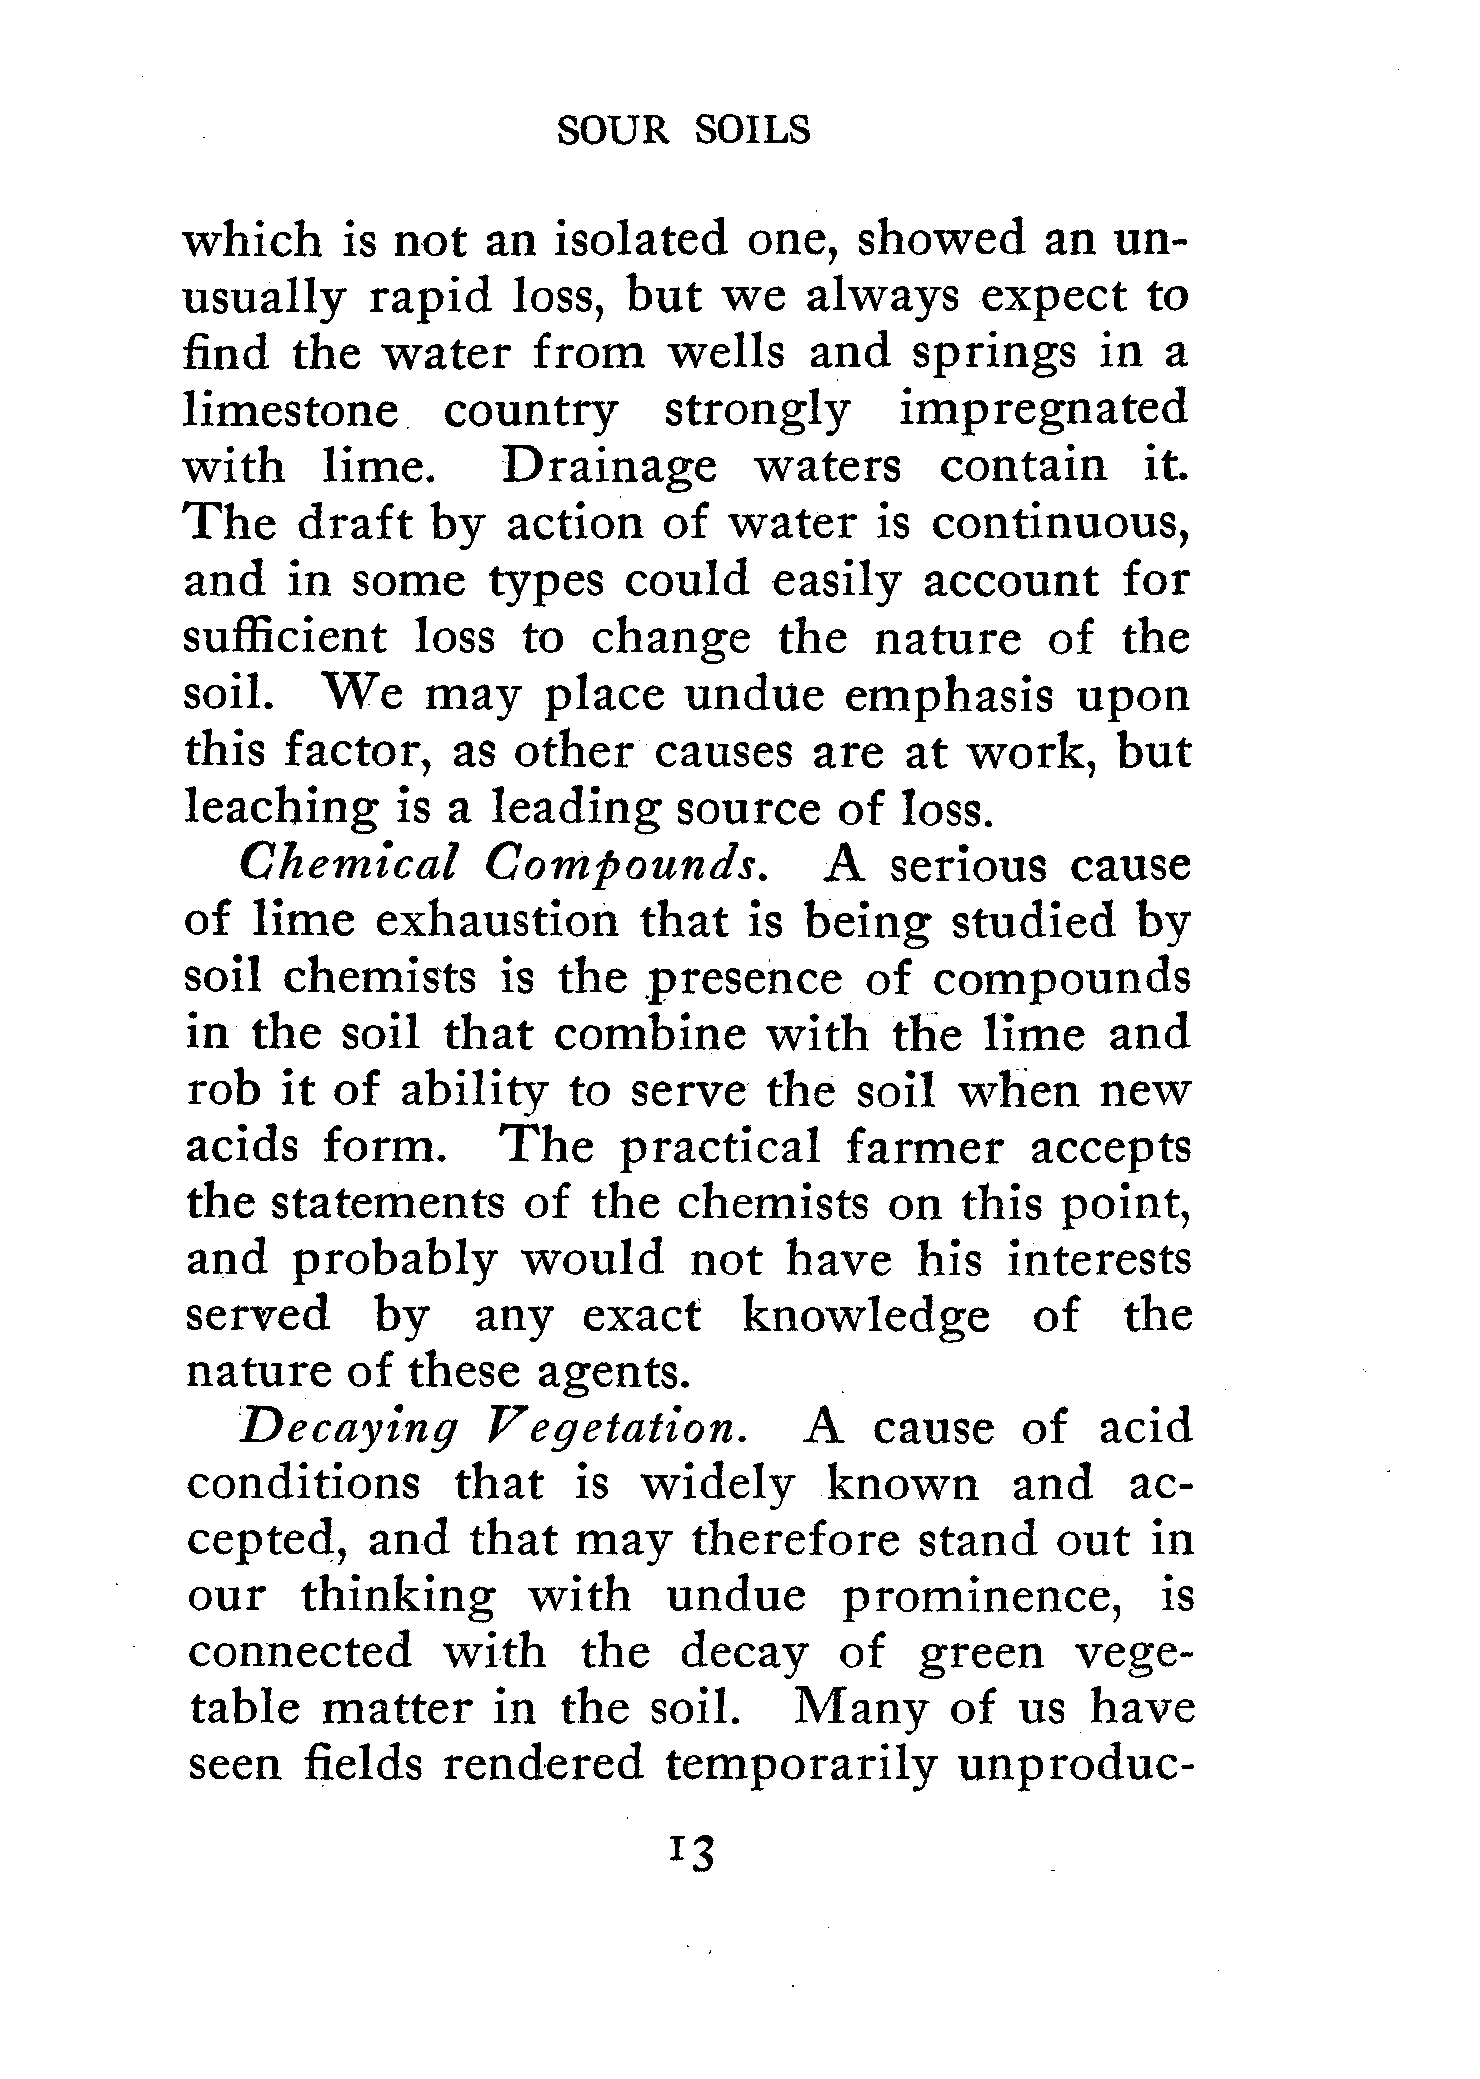 SOUR SOILS
which is not an isolated one, showed an un-
usually rapid loss, but we always expect to
find the water from wells and springs in a
limestone country strongly impregnated
with lime. Drainage waters contain it.
The draft by action of water is continuous,
and in some types could easily account for
sufficient loss to change the nature of the
soil. We may place undue emphasis upon
this factor, as other causes are at work, but
leaching is a leading source of loss.
Chemical Compounds. A serious cause
of lime exhaustion that is being studied by
soil chemists is the presence of compounds
in the soil that combine with the lime and
rob it of ability to serve the soil when new
acids form. The practical farmer accepts
the statements of the chemists on this point,
and probably would not have his interests
served by any exact knowledge of the
nature of these agents.
Decaying Vegetation. A cause of acid
conditions that is widely known and ac-
cepted, and that may therefore stand out in
our thinking with undue prominence, is
connected with the decay of green vege-
table matter in the soil. Many of us have
seen fields rendered temporarily unproduc-
13